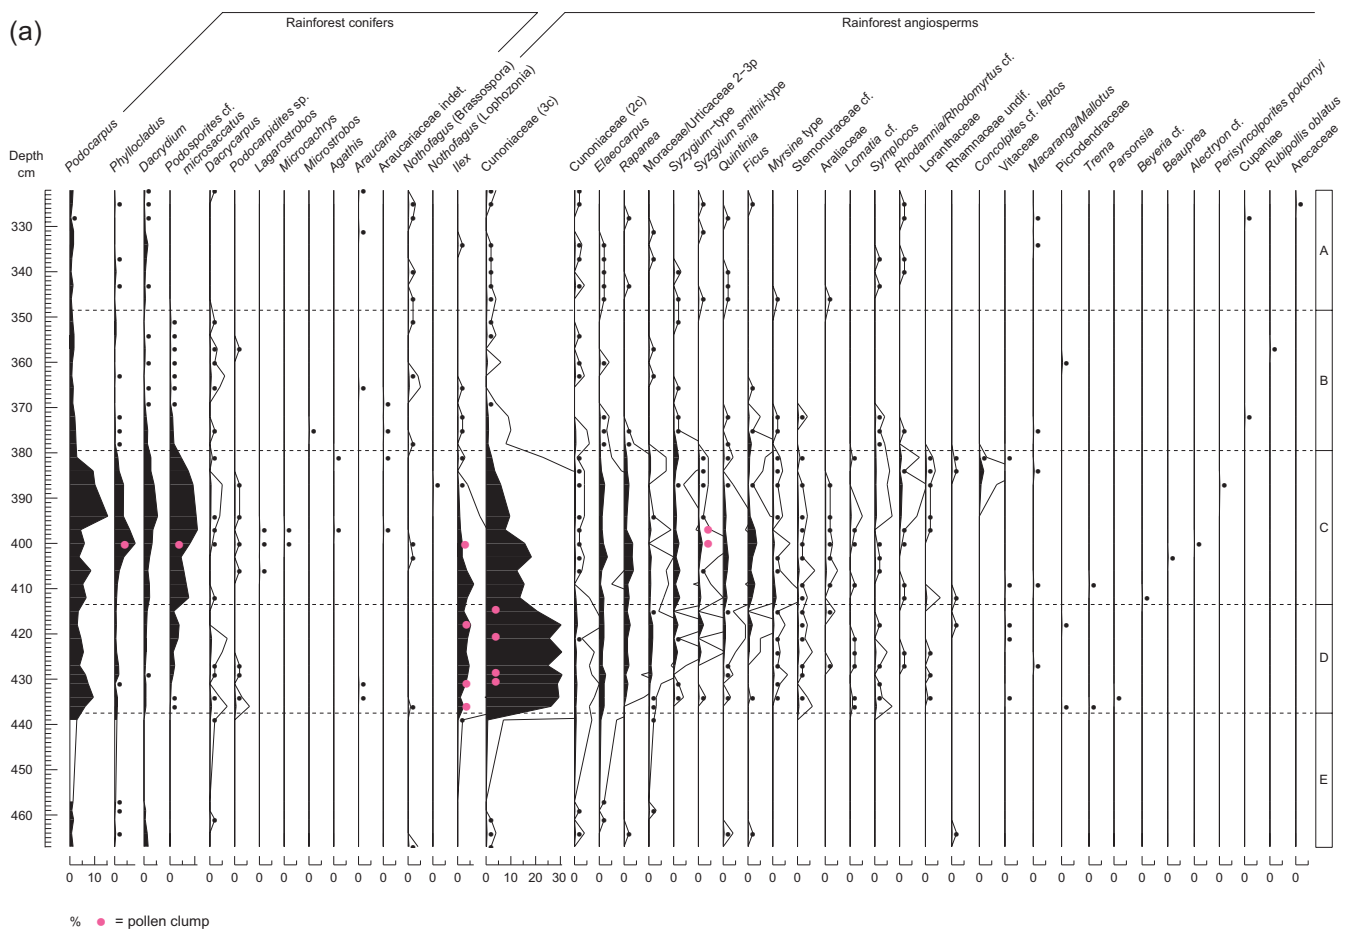 (a)
Rainforest conifers
Rainforest angiosperms
Depth
cm
Podocarpus
Phyllocladus
Dacrydium
Podosporites cf.
microsaccatus
Dacrycarpus
Podocarpidites sp.
Lagarostrobos
Microcachrys
Microstrobos
Agathis
Araucaria
Araucariaceae indet.
Nothofagus (Brassospora)
Nothofagus (Lophozonia)
Ilex
Cunoniaceae (3c)
Cunoniaceae (2c)
Elaeocarpus
Rapanea
Moraceae/Urticaceae 2–3p
Syzygium-type
Syzgylum smithii-type
Quintinia
Ficus
Myrsine type
Stemonuraceae cf.
Araliaceae
Lomatia cf.
Symplocos
Rhodamnia/Rhodomyrtus cf.
Loranthaceae
Rhamnaceae undif.
Concolpites cf. leptos
Vitaceae
Macaranga/Mallotus
Picrodendraceae
Trema
Parsonsia
Beyeria cf.
Beauprea
Alectryon cf.
Perisyncolporites pokornyi
Cupaniae
Rubipollis oblatus
Arecaceae
330
340
350
360
370
380
390
400
410
420
430
440
450
460
A
B
C
D
E
0 10 0 0 0 0 0 0 0 0 0 0 0 0 0 0 0 10 20 30 0 0 0 0 0 0 0 0 0 0 0 0 0 0 0 0 0 0 0 0 0 0 0 0 0 0 0 0 0
% = pollen clump